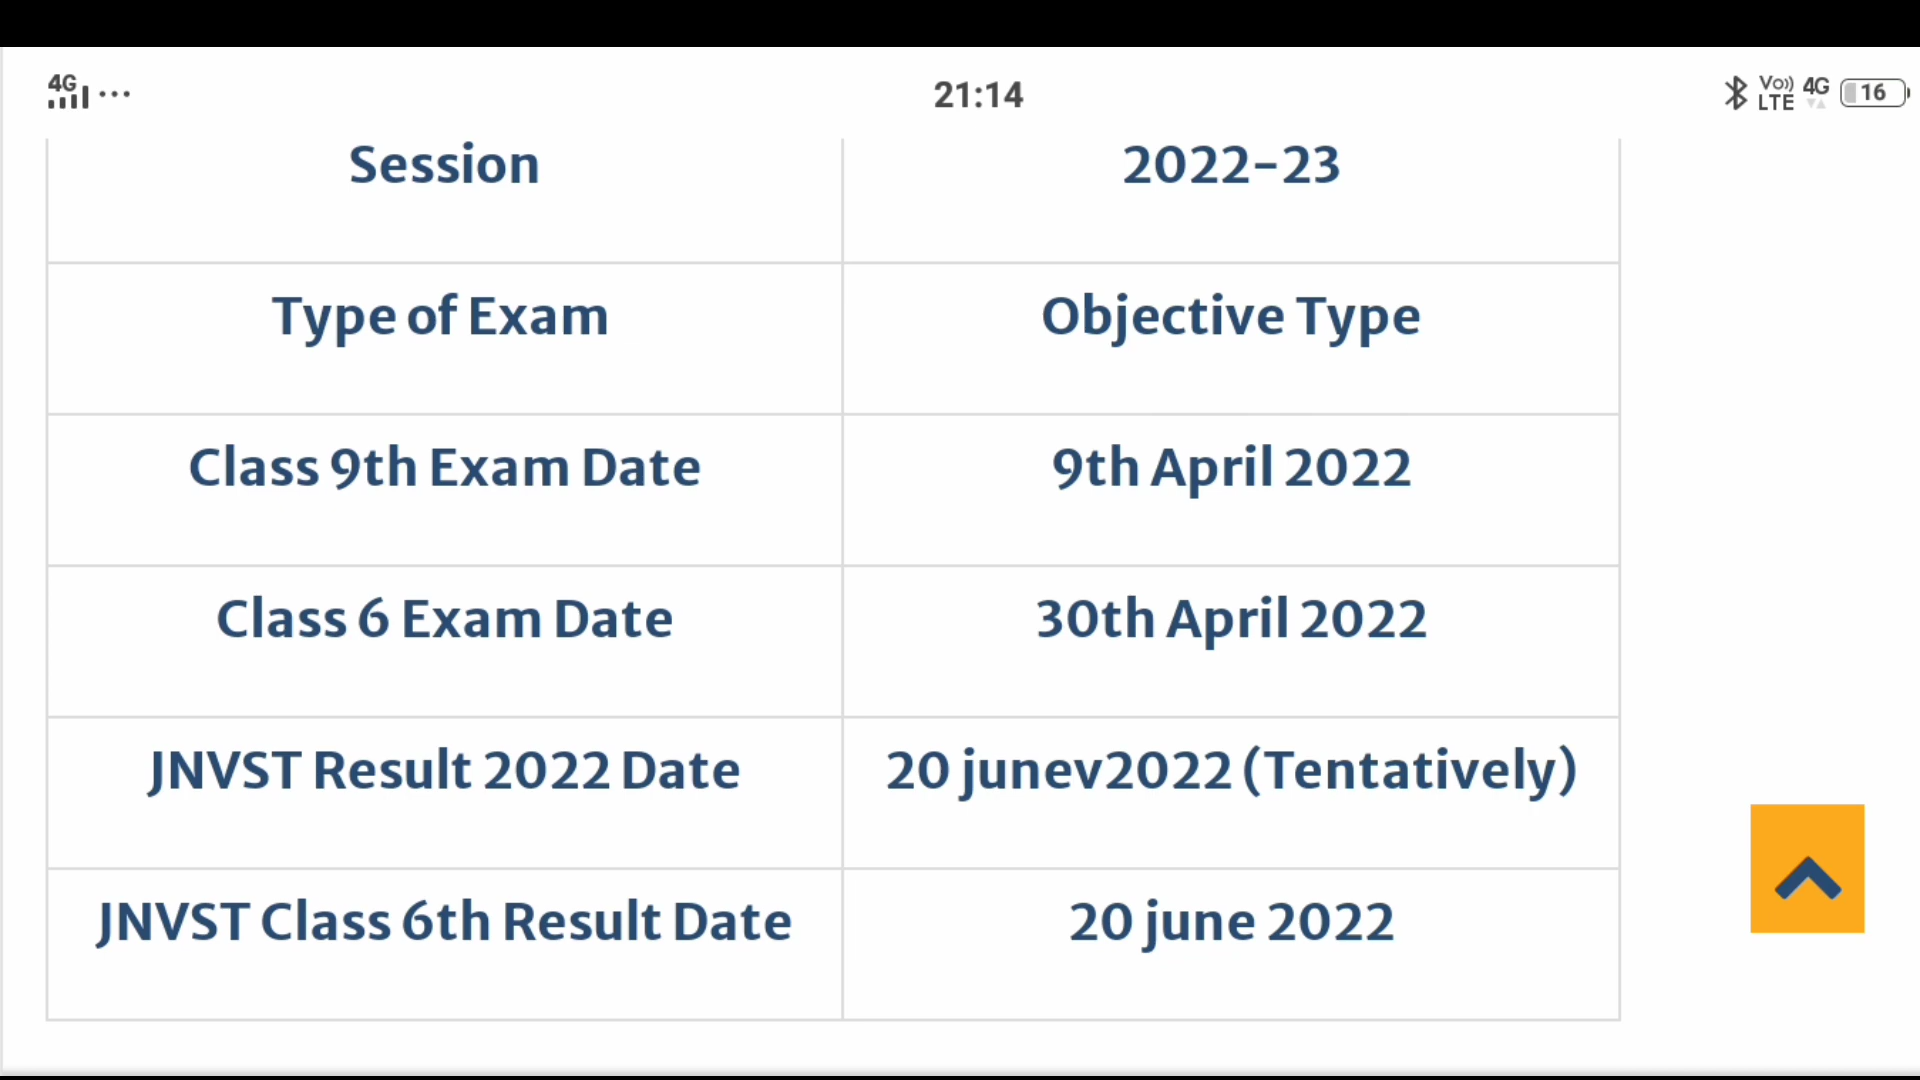 4G ... 21:14 Vo)) LTE 4G 16
Session 2022-23
Type of Exam Objective Type
Class 9th Exam Date 9th April 2022
Class 6 Exam Date 30th April 2022
JNVST Result 2022 Date 20 junev2022 (Tentatively)
JNVST Class 6th Result Date 20 june 2022